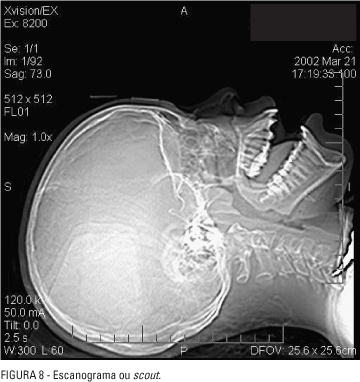 Xvision/EX
Ex: 8200
Se: 1/1
Im: 1/92
Sag: 73.0
512 x 512
FL01
Mag: 1.0x
A
Acc:
2002 Mar 21
17:19:35.100
S
I
120.0 k
50.0 mA
Tilt: 0.0
2.5 s
W:300 L:60
P
DFOV: 25.6 x 25.6cm
FIGURA 8 - Escanograma ou scout.